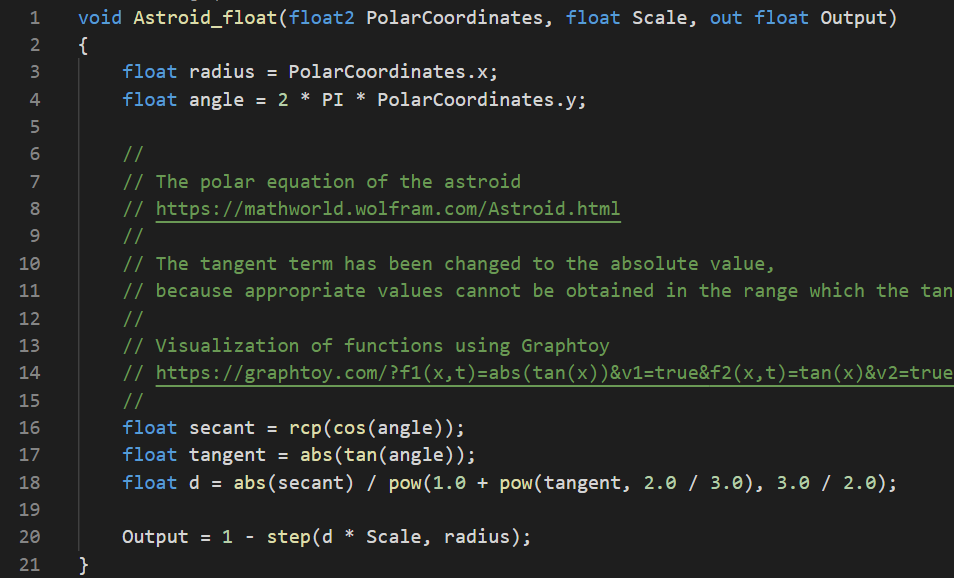 1 void Astroid_float(float2 PolarCoordinates, float Scale, out float Output)
2 {
3 float radius = PolarCoordinates.x;
4 float angle = 2 * PI * PolarCoordinates.y;
5
6 //
7 // The polar equation of the astroid
8 // https://mathworld.wolfram.com/Astroid.html
9 //
10 // The tangent term has been changed to the absolute value,
11 // because appropriate values cannot be obtained in the range which the tan
12 //
13 // Visualization of functions using Graphtoy
14 // https://graphtoy.com/?f1(x,t)=abs(tan(x))&v1=true&f2(x,t)=tan(x)&v2=true
15 //
16 float secant = rcp(cos(angle));
17 float tangent = abs(tan(angle));
18 float d = abs(secant) / pow(1.0 + pow(tangent, 2.0 / 3.0), 3.0 / 2.0);
19
20 Output = 1 - step(d * Scale, radius);
21 }